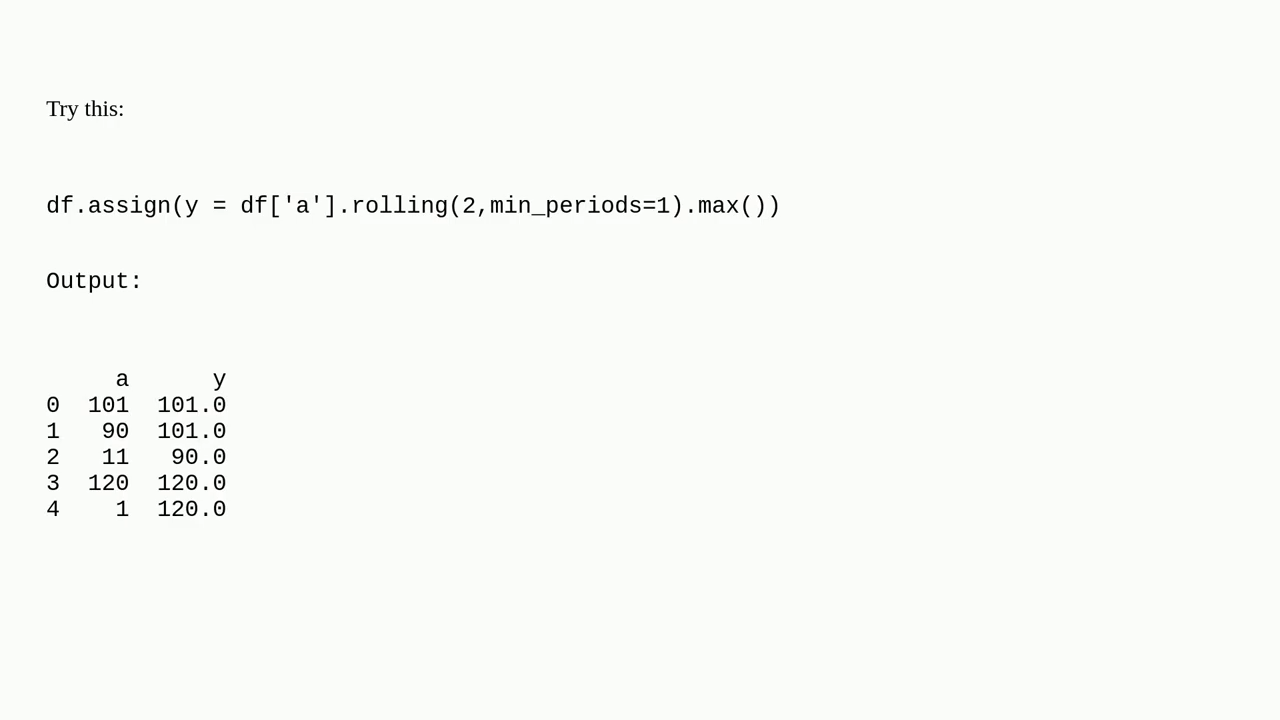 Try this:
df.assign(y = df['a'].rolling(2,min_periods=1).max())
Output:
     a      y
0  101  101.0
1   90  101.0
2   11   90.0
3  120  120.0
4    1  120.0